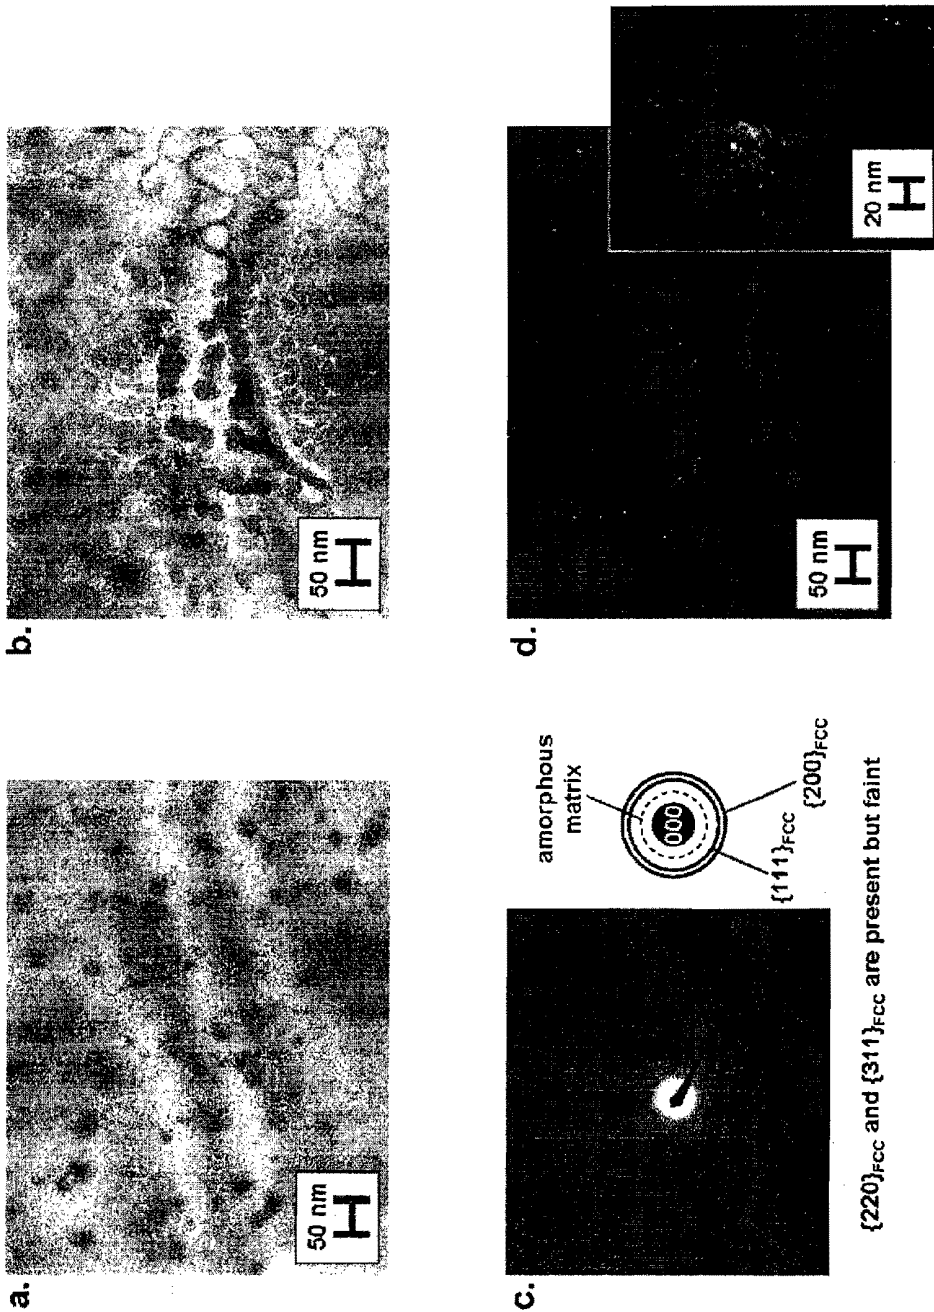 a.
50 nm
b.
50 nm
c.
amorphous
matrix
000
{111}FCC
{200}FCC
{220}FCC and {311}FCC are present but faint
d.
50 nm
20 nm